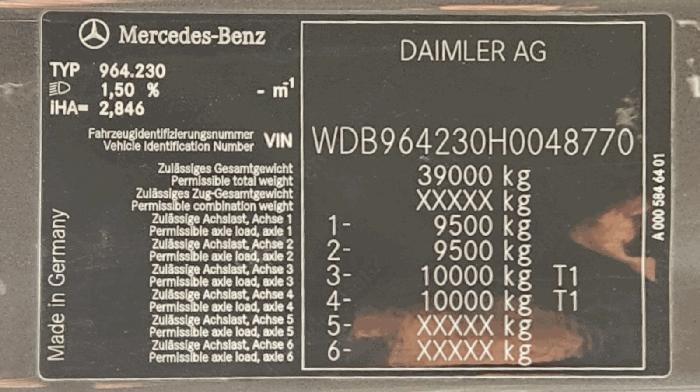 Mercedes-Benz
TYP 964.230
1,50 % - m⁻¹
iHA= 2,846
Fahrzeugidentifizierungsnummer
Vehicle Identification Number VIN
Zulässiges Gesamtgewicht
Permissible total weight
Zulässiges Zug-Gesamtgewicht
Permissible combination weight
Zulässige Achslast, Achse 1
Permissible axle load, axle 1
Zulässige Achslast, Achse 2
Permissible axle load, axle 2
Zulässige Achslast, Achse 3
Permissible axle load, axle 3
Zulässige Achslast, Achse 4
Permissible axle load, axle 4
Zulässige Achslast, Achse 5
Permissible axle load, axle 5
Zulässige Achslast, Achse 6
Permissible axle load, axle 6
Made in Germany
DAIMLER AG
WDB964230H0048770
39000 kg
XXXXX kg
1- 9500 kg
2- 9500 kg
3- 10000 kg T1
4- 10000 kg T1
5- XXXXX kg
6- XXXXX kg
A 000 584 64 01